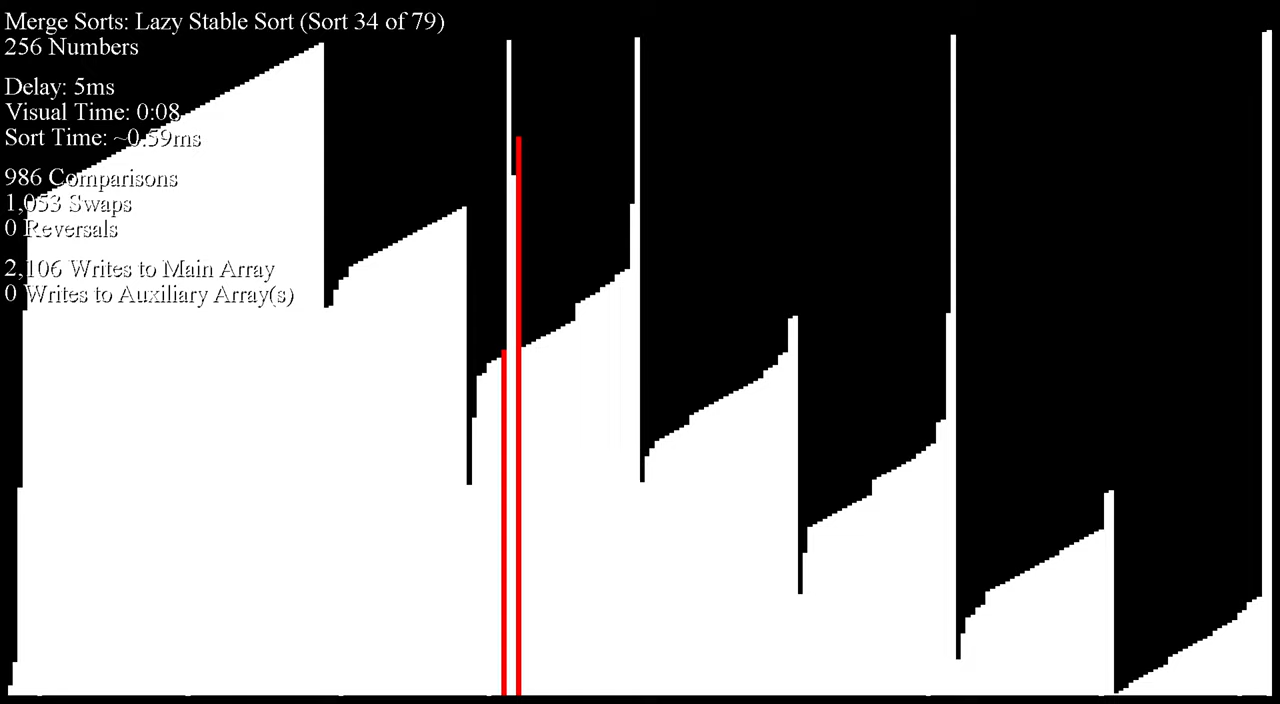 Merge Sorts: Lazy Stable Sort (Sort 34 of 79)
256 Numbers
Delay: 5ms
Visual Time: 0:08
Sort Time: ~0.59ms
986 Comparisons
1,053 Swaps
0 Reversals
2,106 Writes to Main Array
0 Writes to Auxiliary Array(s)